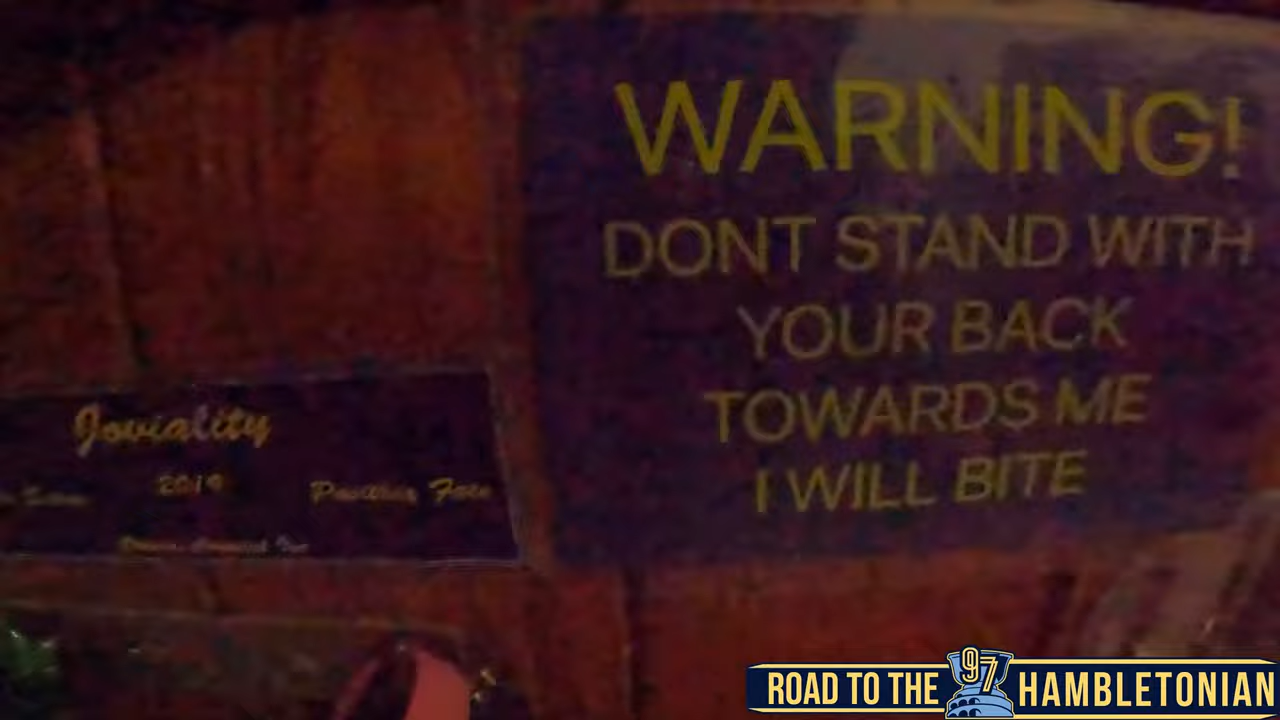 WARNING!
DONT STAND WITH
YOUR BACK
TOWARDS ME
I WILL BITE
Joviality
2019
ROAD TO THE 97 HAMBLETONIAN